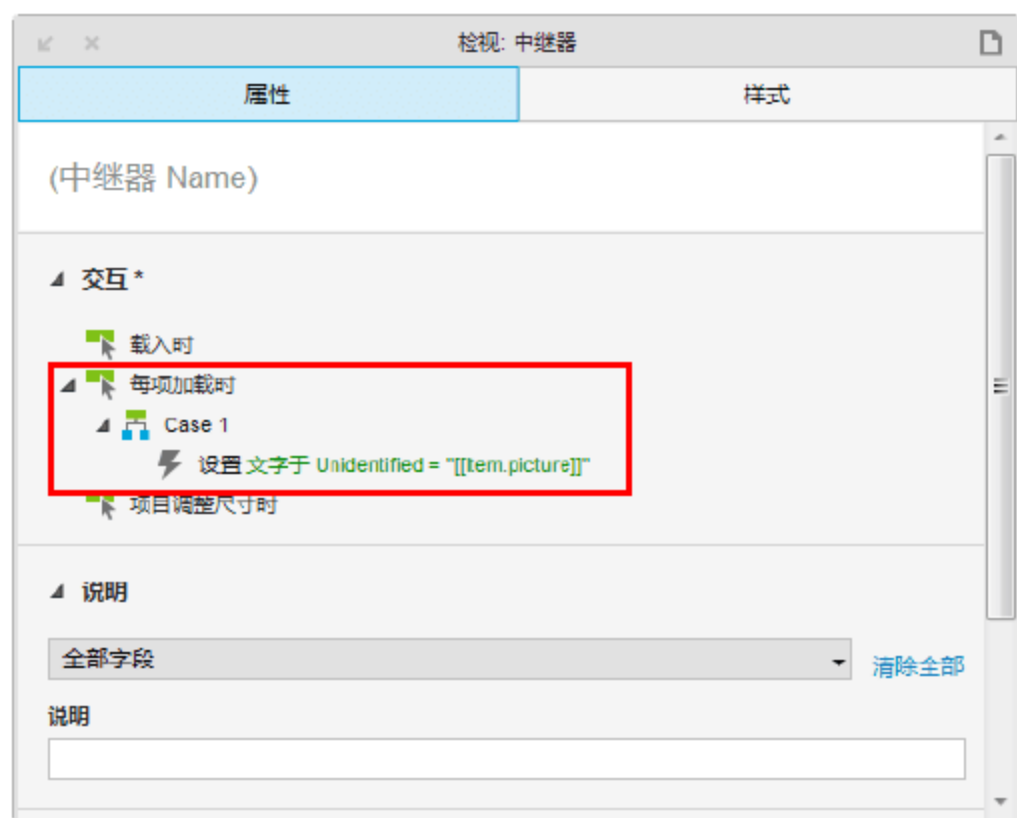 检视: 中继器
属性
样式
(中继器 Name)
交互 *
载入时
每项加载时
Case 1
设置 文字于 Unidentified = "[[Item.picture]]"
项目调整尺寸时
说明
全部字段
清除全部
说明